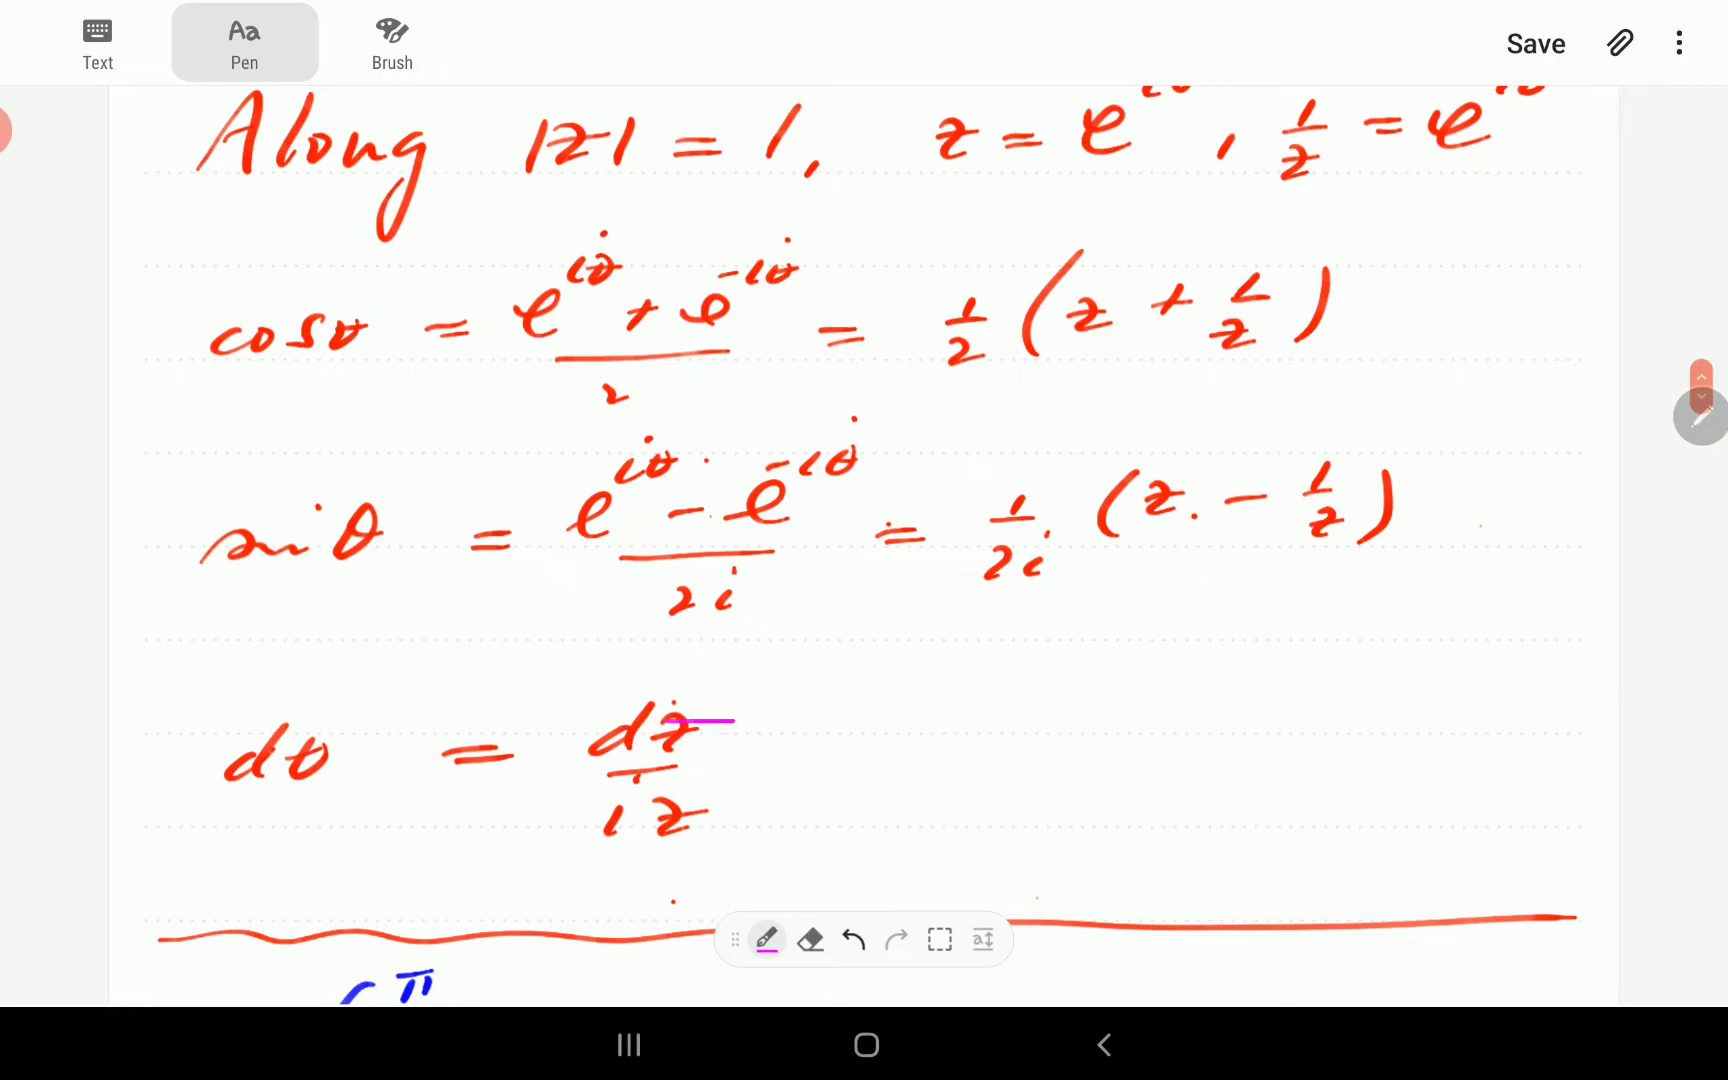 Text Pen Brush Save
Along |z| = 1, z = e^{iθ}, 1/z = e^{iθ}
cosθ = (e^{iθ} + e^{-iθ})/2 = 1/2 (z + 1/z)
sin θ = (e^{iθ} - e^{-iθ})/2i = 1/2i (z - 1/z)
dθ = dz/iz
∫ π